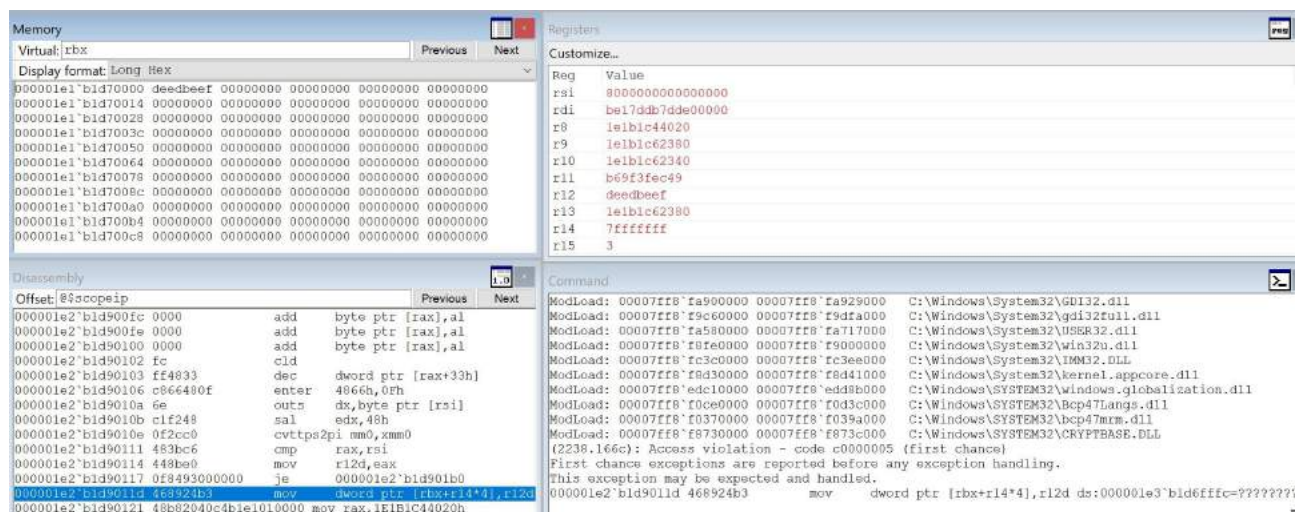 Memory
Virtual: rbx Previous Next
Display format: Long Hex
000001e1`b1d70000 deedbeef 00000000 00000000 00000000 00000000
000001e1`b1d70014 00000000 00000000 00000000 00000000 00000000
000001e1`b1d70028 00000000 00000000 00000000 00000000 00000000
000001e1`b1d7003c 00000000 00000000 00000000 00000000 00000000
000001e1`b1d70050 00000000 00000000 00000000 00000000 00000000
000001e1`b1d70064 00000000 00000000 00000000 00000000 00000000
000001e1`b1d70078 00000000 00000000 00000000 00000000 00000000
000001e1`b1d7008c 00000000 00000000 00000000 00000000 00000000
000001e1`b1d700a0 00000000 00000000 00000000 00000000 00000000
000001e1`b1d700b4 00000000 00000000 00000000 00000000 00000000
000001e1`b1d700c8 00000000 00000000 00000000 00000000 00000000
Registers
Customize...
Reg Value
rsi 8000000000000000
rdi be17ddb7dde00000
r8 1e1b1c44020
r9 1e1b1c62380
r10 1e1b1c62340
r11 b69f3fec49
r12 deedbeef
r13 1e1b1c62380
r14 7fffffff
r15 3
Disassembly
Offset: @$scopeip Previous Next
000001e2`b1d900fc 0000 add byte ptr [rax],al
000001e2`b1d900fe 0000 add byte ptr [rax],al
000001e2`b1d90100 0000 add byte ptr [rax],al
000001e2`b1d90102 fc cld
000001e2`b1d90103 ff4833 dec dword ptr [rax+33h]
000001e2`b1d90106 c866480f enter 4866h,0Fh
000001e2`b1d9010a 6e outs dx,byte ptr [rsi]
000001e2`b1d9010b c1f248 sal edx,48h
000001e2`b1d9010e 0f2cc0 cvttps2pi mm0,xmm0
000001e2`b1d90111 483bc6 cmp rax,rsi
000001e2`b1d90114 448be0 mov r12d,eax
000001e2`b1d90117 0f8493000000 je 000001e2`b1d901b0
000001e2`b1d9011d 468924b3 mov dword ptr [rbx+r14*4],r12d
000001e2`b1d90121 48b82040c4b1e1010000 mov rax,1E1B1C44020h
Command
ModLoad: 00007ff8`fa900000 00007ff8`fa929000 C:\Windows\System32\GDI32.dll
ModLoad: 00007ff8`f9c60000 00007ff8`f9dfa000 C:\Windows\System32\gdi32full.dll
ModLoad: 00007ff8`fa580000 00007ff8`fa717000 C:\Windows\System32\USER32.dll
ModLoad: 00007ff8`f8fe0000 00007ff8`f9000000 C:\Windows\System32\win32u.dll
ModLoad: 00007ff8`fc3c0000 00007ff8`fc3ee000 C:\Windows\System32\IMM32.DLL
ModLoad: 00007ff8`f8d30000 00007ff8`f8d41000 C:\Windows\System32\kernel.appcore.dll
ModLoad: 00007ff8`edc10000 00007ff8`edd8b000 C:\Windows\SYSTEM32\windows.globalization.dll
ModLoad: 00007ff8`f0ce0000 00007ff8`f0d3c000 C:\Windows\SYSTEM32\Bcp47Langs.dll
ModLoad: 00007ff8`f0370000 00007ff8`f039a000 C:\Windows\SYSTEM32\bcp47mrm.dll
ModLoad: 00007ff8`f8730000 00007ff8`f873c000 C:\Windows\SYSTEM32\CRYPTBASE.DLL
(2238.166c): Access violation - code c0000005 (first chance)
First chance exceptions are reported before any exception handling.
This exception may be expected and handled.
000001e2`b1d9011d 468924b3 mov dword ptr [rbx+r14*4],r12d ds:000001e3`b1d6fffc=????????